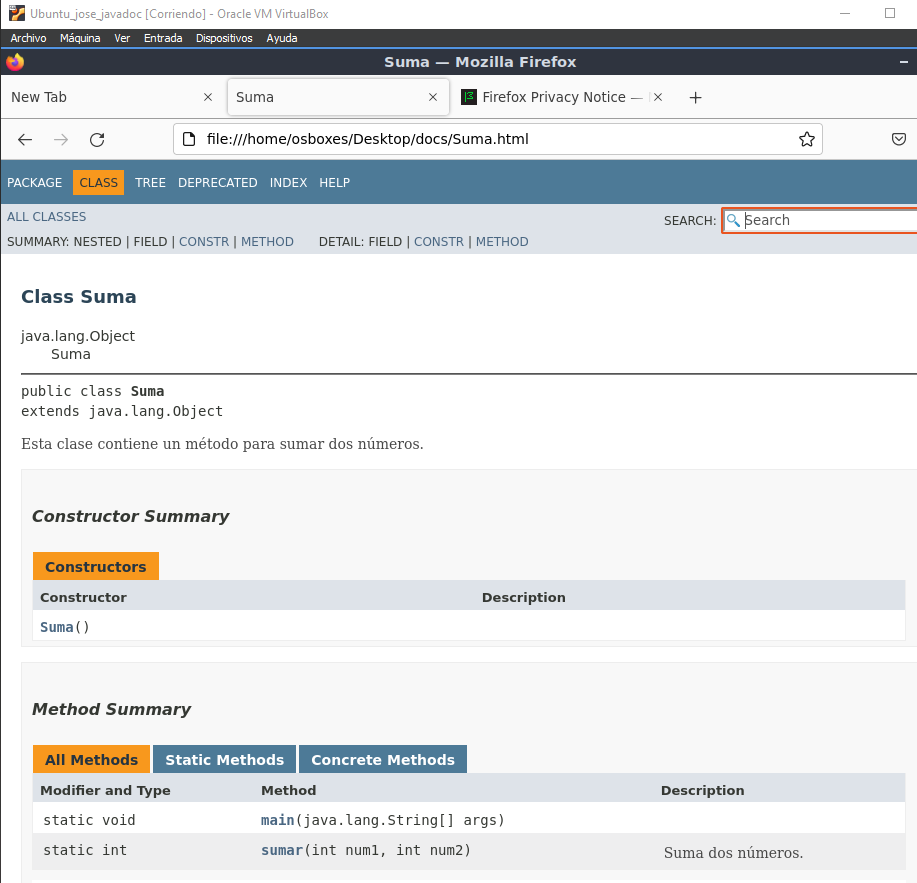 Ubuntu_jose_javadoc [Corriendo] - Oracle VM VirtualBox
Archivo Máquina Ver Entrada Dispositivos Ayuda
Suma — Mozilla Firefox
New Tab Suma Firefox Privacy Notice —
file:///home/osboxes/Desktop/docs/Suma.html
PACKAGE CLASS TREE DEPRECATED INDEX HELP
ALL CLASSES
SEARCH: Search
SUMMARY: NESTED | FIELD | CONSTR | METHOD DETAIL: FIELD | CONSTR | METHOD
Class Suma
java.lang.Object
Suma
public class Suma
extends java.lang.Object
Esta clase contiene un método para sumar dos números.
Constructor Summary
Constructors
Constructor Description
Suma()
Method Summary
All Methods Static Methods Concrete Methods
Modifier and Type Method Description
static void main(java.lang.String[] args)
static int sumar(int num1, int num2) Suma dos números.